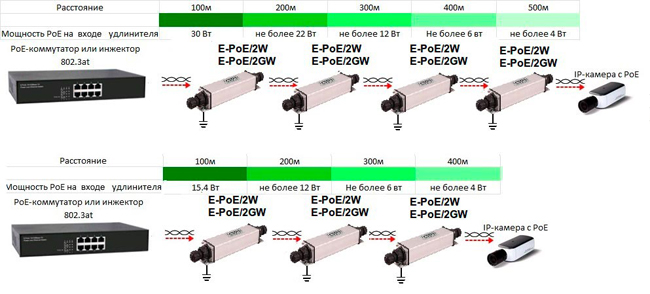 Расстояние 100м 200м 300м 400м 500м
Мощность PoE на входе удлинителя 30 Вт не более 22 Вт не более 12 Вт Не более 6 вт не более 4 Вт
PoE-коммутатор или инжектор
802.3at
E-PoE/2W E-PoE/2W E-PoE/2W E-PoE/2W
E-PoE/2GW E-PoE/2GW E-PoE/2GW E-PoE/2GW
IP-камера с PoE
Расстояние 100м 200м 300м 400м
Мощность PoE на входе удлинителя 15.4 Вт не более 12 Вт Не более 6 вт не более 4 Вт
PoE-коммутатор или инжектор
802.3at
E-PoE/2W E-PoE/2W E-PoE/2W
E-PoE/2GW E-PoE/2GW E-PoE/2GW
IP-камера с PoE